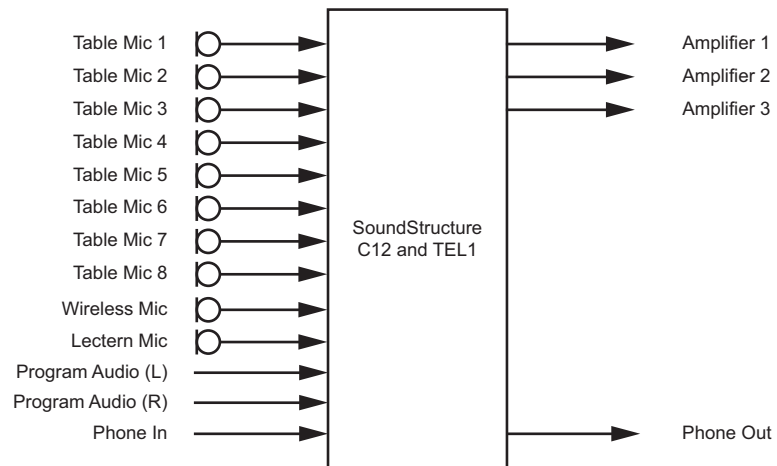 Table Mic 1
Table Mic 2
Table Mic 3
Table Mic 4
Table Mic 5
Table Mic 6
Table Mic 7
Table Mic 8
Wireless Mic
Lectern Mic
Program Audio (L)
Program Audio (R)
Phone In
SoundStructure
C12 and TEL1
Amplifier 1
Amplifier 2
Amplifier 3
Phone Out